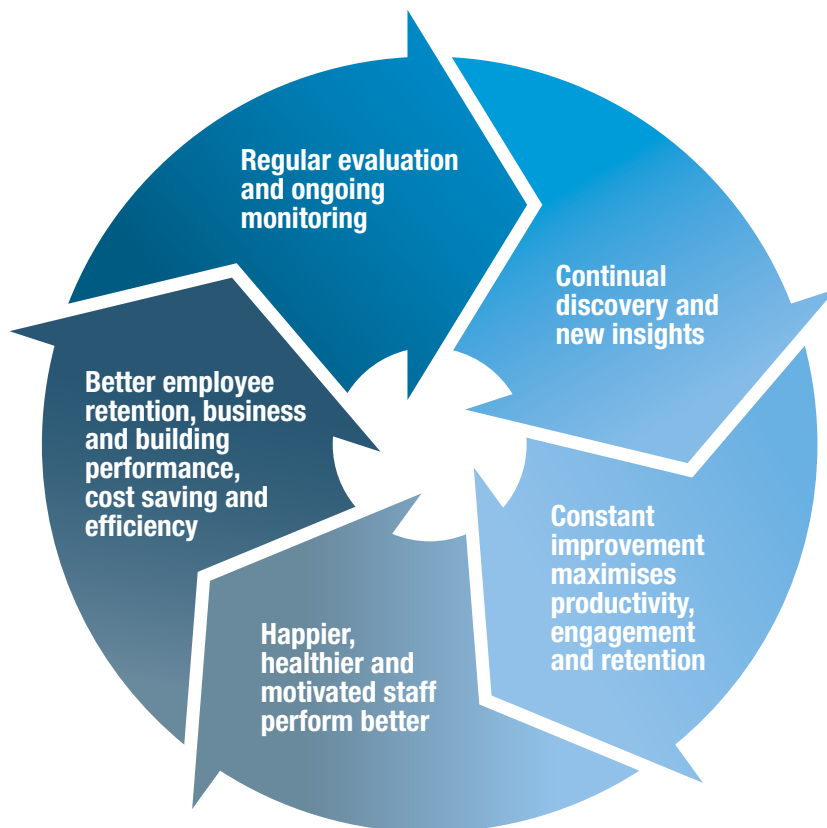 Regular evaluation
and ongoing
monitoring
Continual
discovery and
new insights
Constant
improvement
maximises
productivity,
engagement
and retention
Happier,
healthier and
motivated staff
perform better
Better employee
retention, business
and building
performance,
cost saving and
efficiency